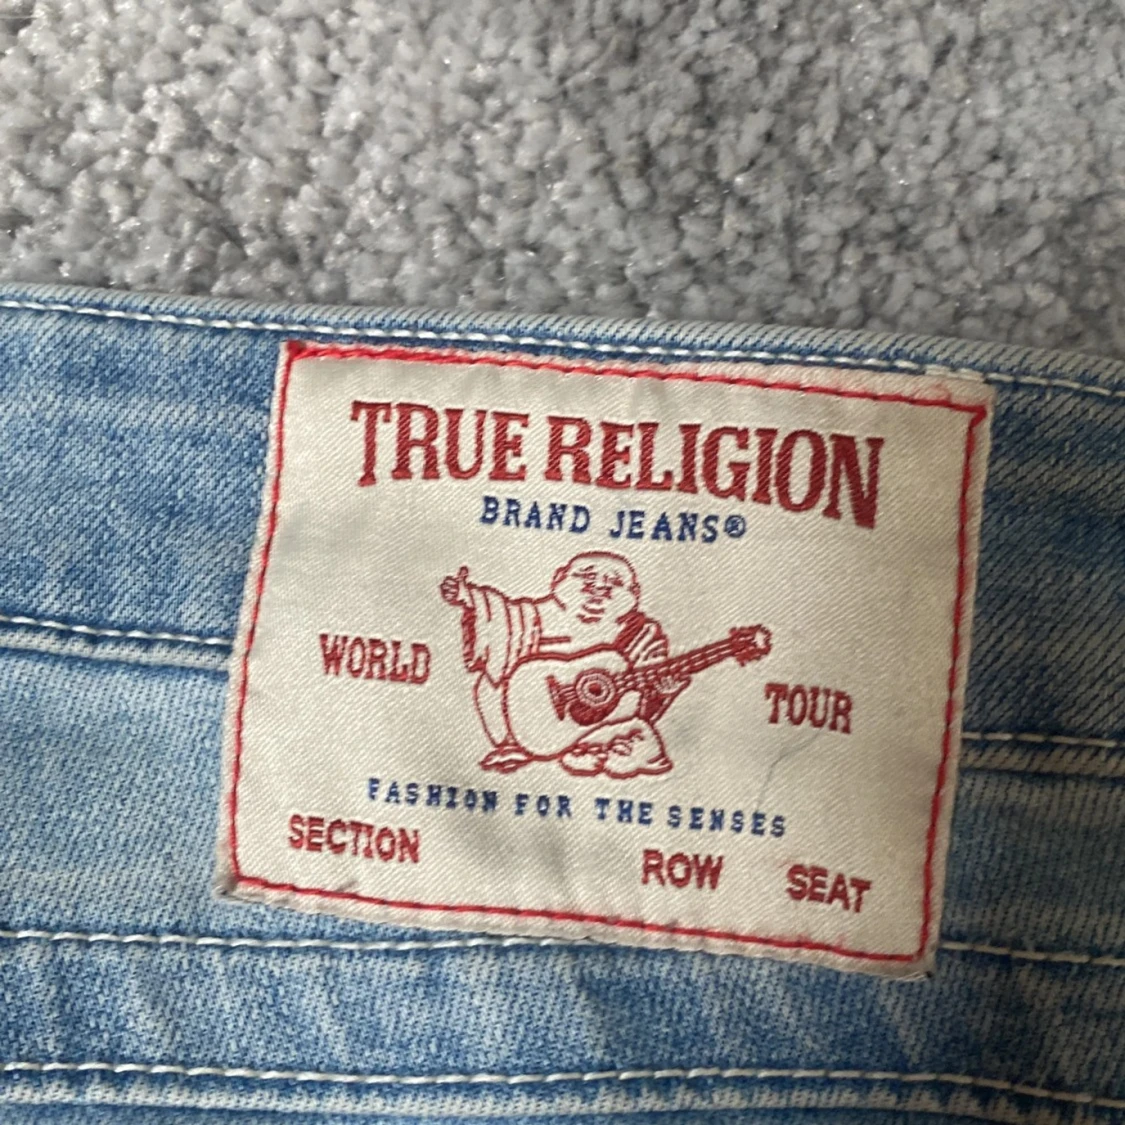 TRUE RELIGION
BRAND JEANS®
WORLD TOUR
FASHION FOR THE SENSES
SECTION ROW SEAT